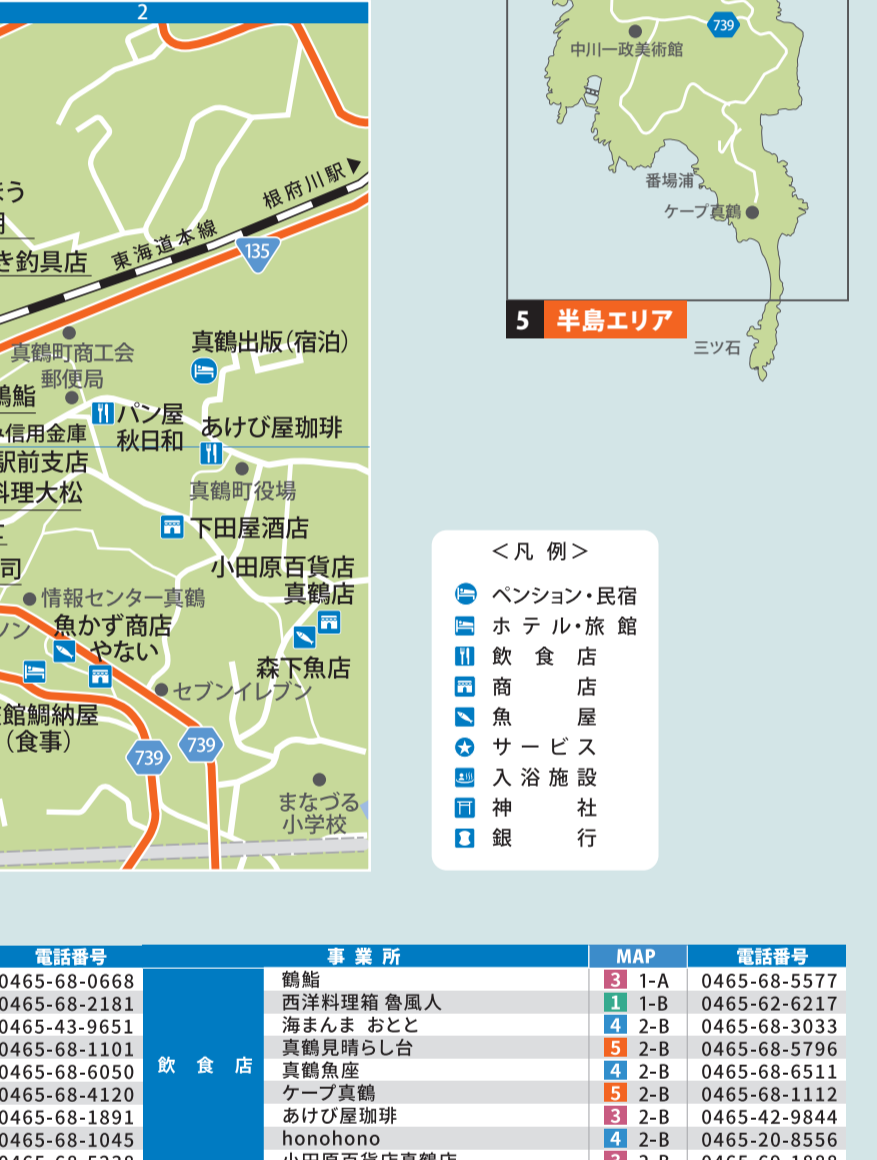 2
根府川駅
東海道本線
135
き釣具店
真鶴町商工会
郵便局
真鶴出版(宿泊)
パン屋
秋日和
あけび屋珈琲
信用金庫
駅前支店
料理大松
真鶴町役場
下田屋酒店
小田原百貨店
真鶴店
司
情報センター真鶴
魚かず商店
やない
森下魚店
セブンイレブン
館鯛納屋
(食事)
739
739
まなづる
小学校
739
中川一政美術館
番場浦
ケープ真鶴
5 半島エリア
三ツ石
<凡 例>
ペンション・民宿
ホテル・旅館
飲食店
商店
魚屋
サービス
入浴施設
神社
銀行
電話番号 事業所 MAP 電話番号
0465-68-0668 鶴鮨 3 1-A 0465-68-5577
0465-68-2181 西洋料理箱 魯風人 1 1-B 0465-62-6217
0465-43-9651 海まんま おとと 4 2-B 0465-68-3033
0465-68-1101 真鶴見晴らし台 5 2-B 0465-68-5796
飲食店
0465-68-6050 真鶴魚座 4 2-B 0465-68-6511
0465-68-4120 ケープ真鶴 5 2-B 0465-68-1112
0465-68-1891 あけび屋珈琲 3 2-B 0465-42-9844
0465-68-1045 honohono 4 2-B 0465-20-8556